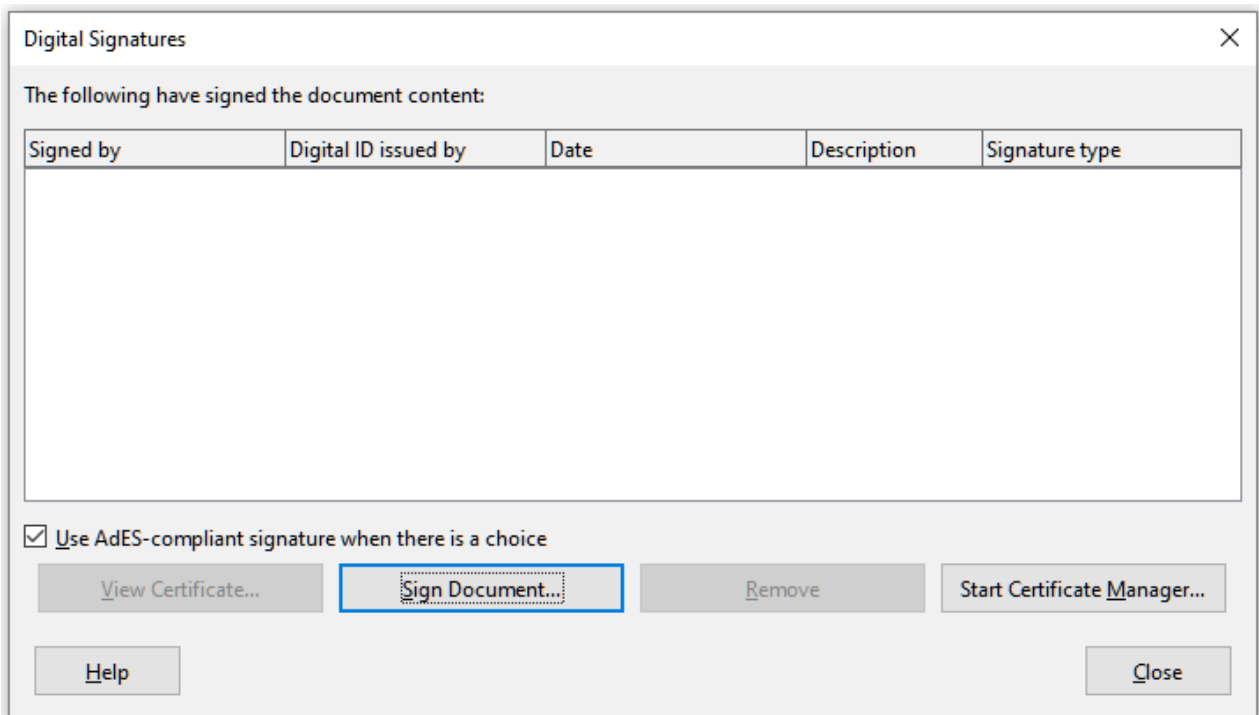 Digital Signatures
The following have signed the document content:
Signed by Digital ID issued by Date Description Signature type
Use AdES-compliant signature when there is a choice
View Certificate... Sign Document... Remove Start Certificate Manager...
Help Close